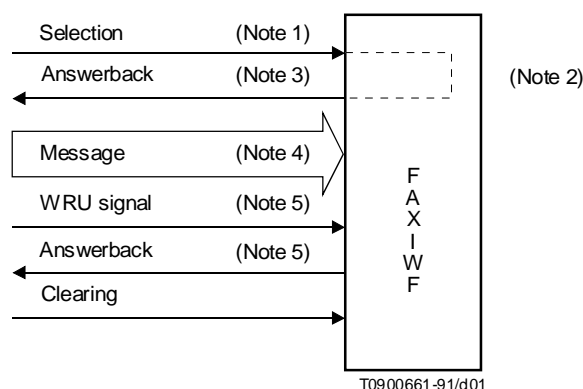 Selection (Note 1)
Answerback (Note 3)
(Note 2)
Message (Note 4)
WRU signal (Note 5)
Answerback (Note 5)
Clearing
F
A
X
I
W
F
T0900661-91/d01